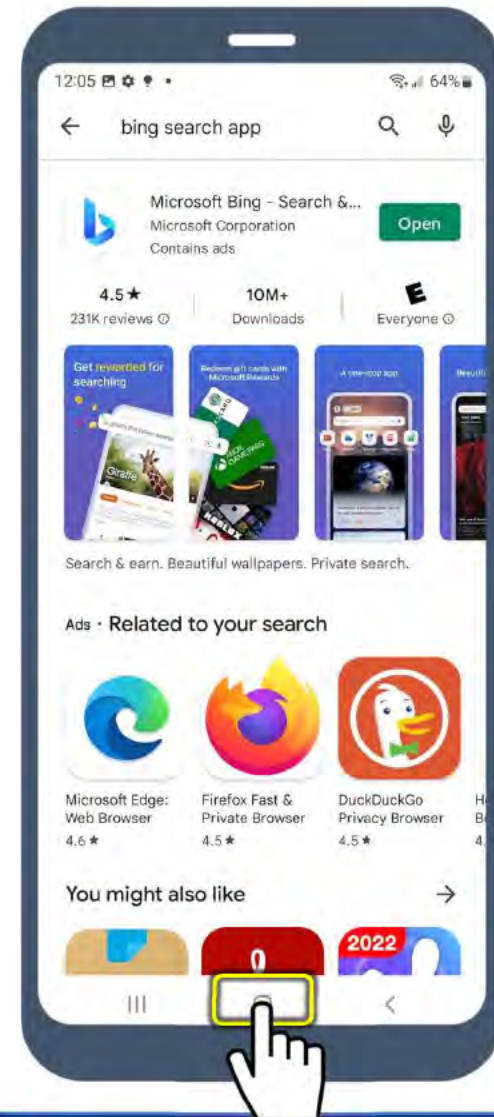 12:05
64%
bing search app
Microsoft Bing - Search &...
Microsoft Corporation
Contains ads
Open
4.5★
10M+
E
231K reviews
Downloads
Everyone
Get rewarded for
searching
Giraffe
Redeem gift cards with
Microsoft Rewards
A one-stop app
Search & earn. Beautiful wallpapers. Private search.
Ads · Related to your search
Microsoft Edge:
Web Browser
4.6★
Firefox Fast &
Private Browser
4.5★
DuckDuckGo
Privacy Browser
4.5★
You might also like
2022